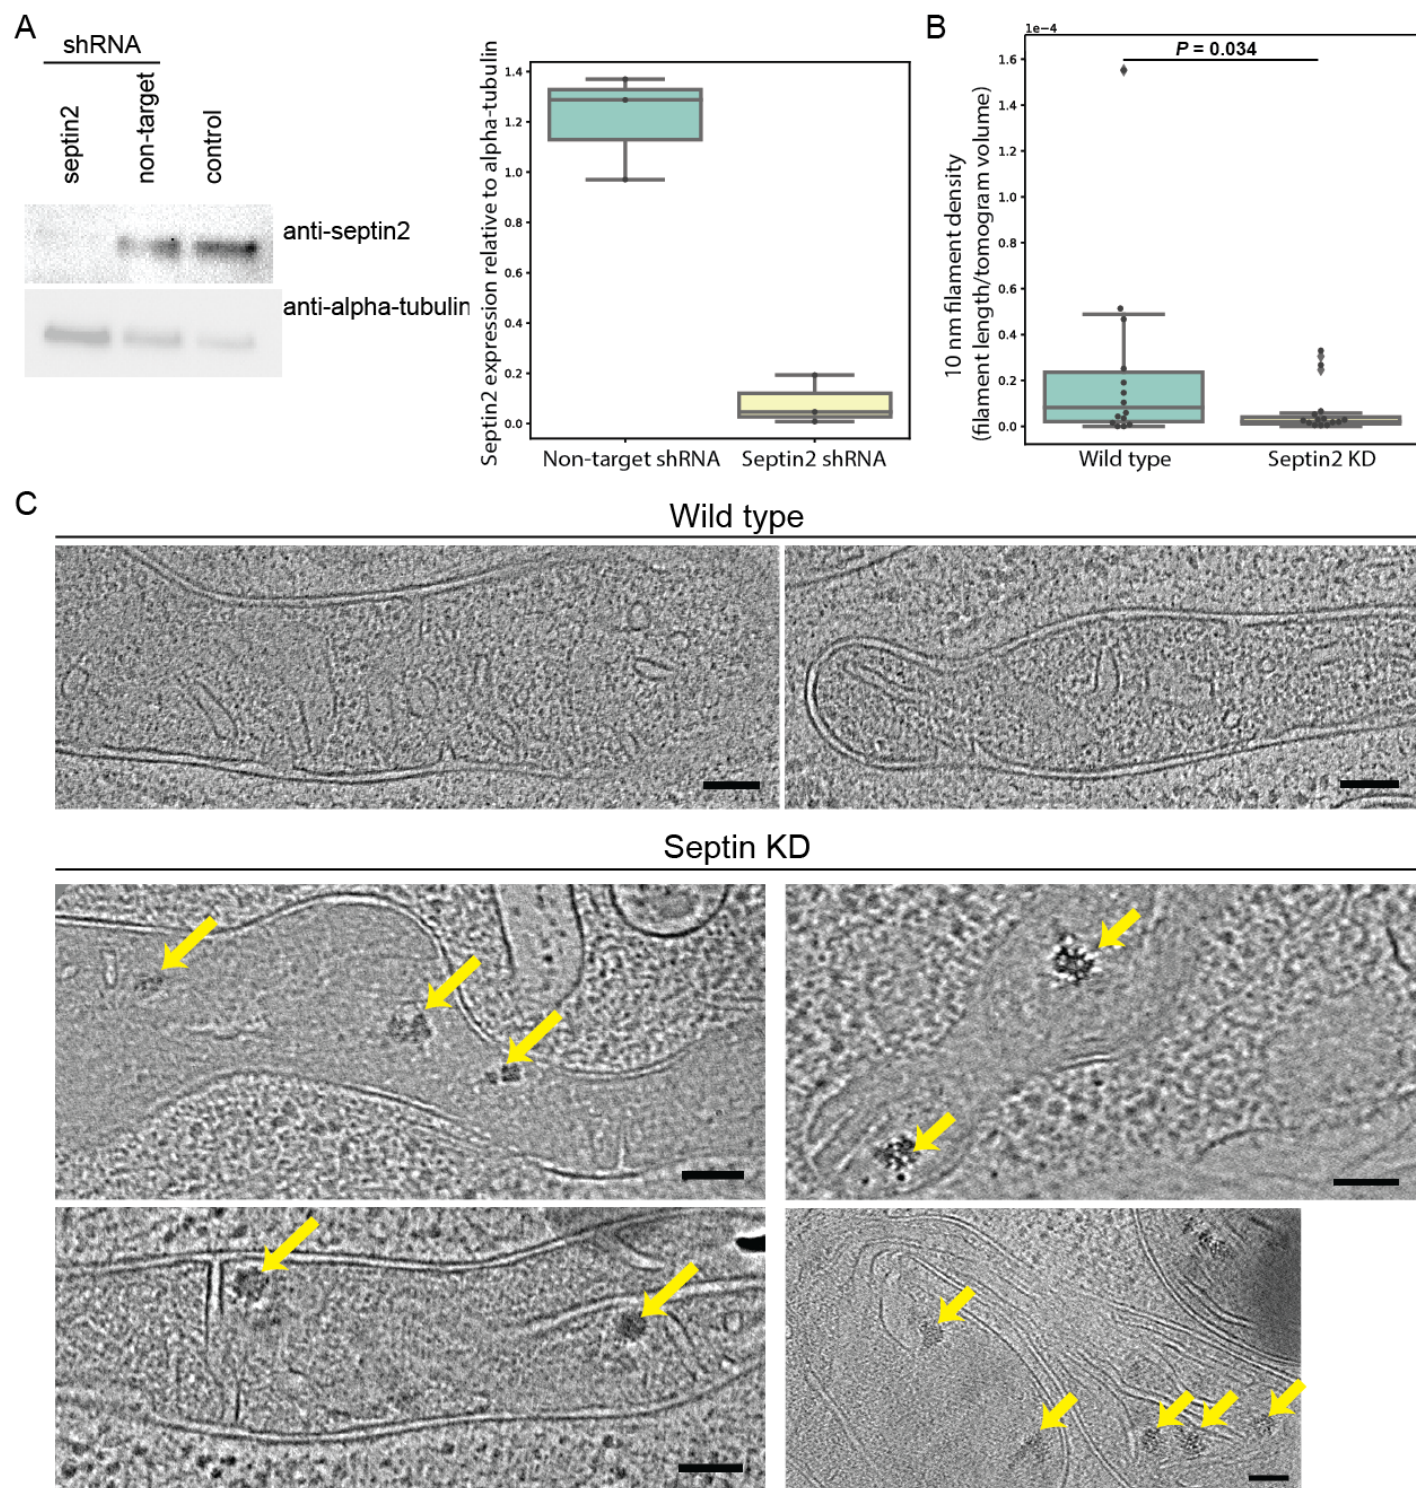 A
shRNA
septin2
non-target
control
anti-septin2
anti-alpha-tubulin
Septin2 expression relative to alpha-tubulin
1.4
1.2
1.0
0.8
0.6
0.4
0.2
0.0
Non-target shRNA
Septin2 shRNA
B
1e−4
P = 0.034
10 nm filament density
(filament length/tomogram volume)
1.6
1.4
1.2
1.0
0.8
0.6
0.4
0.2
0.0
Wild type
Septin2 KD
C
Wild type
Septin KD